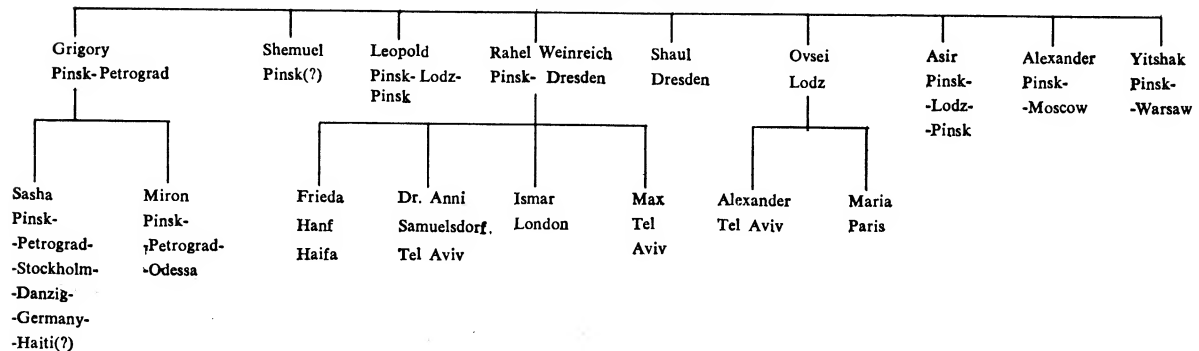 Grigory
Pinsk- Petrograd
Shemuel
Pinsk(?)
Leopold
Pinsk- Lodz-
Pinsk
Rahel Weinreich
Pinsk- Dresden
Shaul
Dresden
Ovsei
Lodz
Asir
Pinsk-
-Lodz-
-Pinsk
Alexander
Pinsk-
-Moscow
Yitshak
Pinsk-
-Warsaw
Sasha
Pinsk-
-Petrograd-
-Stockholm-
-Danzig-
-Germany-
-Haiti(?)
Miron
Pinsk-
-Petrograd-
-Odessa
Frieda
Hanf
Haifa
Dr. Anni
Samuelsdorf,
Tel Aviv
Ismar
London
Max
Tel
Aviv
Alexander
Tel Aviv
Maria
Paris